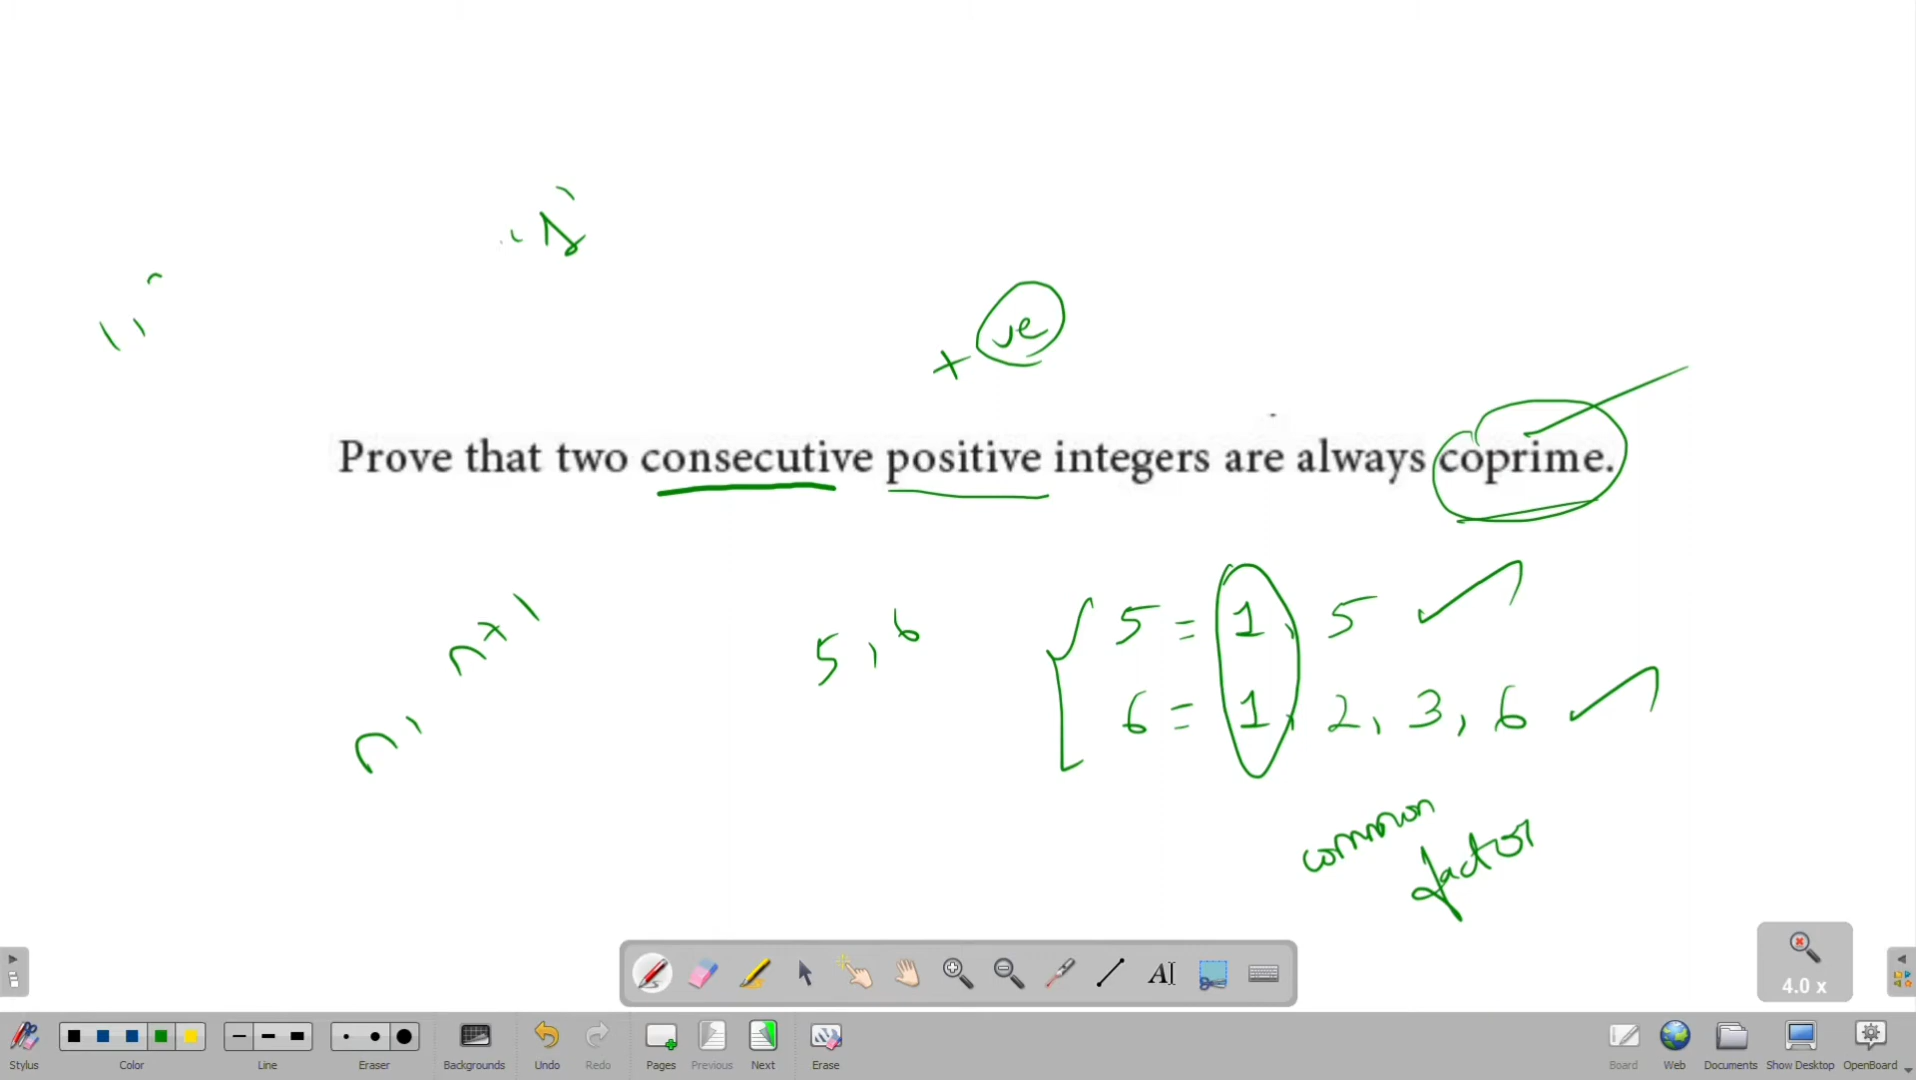 + ve
Prove that two consecutive positive integers are always coprime.
n, n+1
5, 6
5 = 1, 5
6 = 1, 2, 3, 6
common
factor
4.0 x
Stylus
Color
Line
Eraser
Backgrounds
Undo
Redo
Pages
Previous
Next
Erase
Board
Web
Documents
Show Desktop
OpenBoard